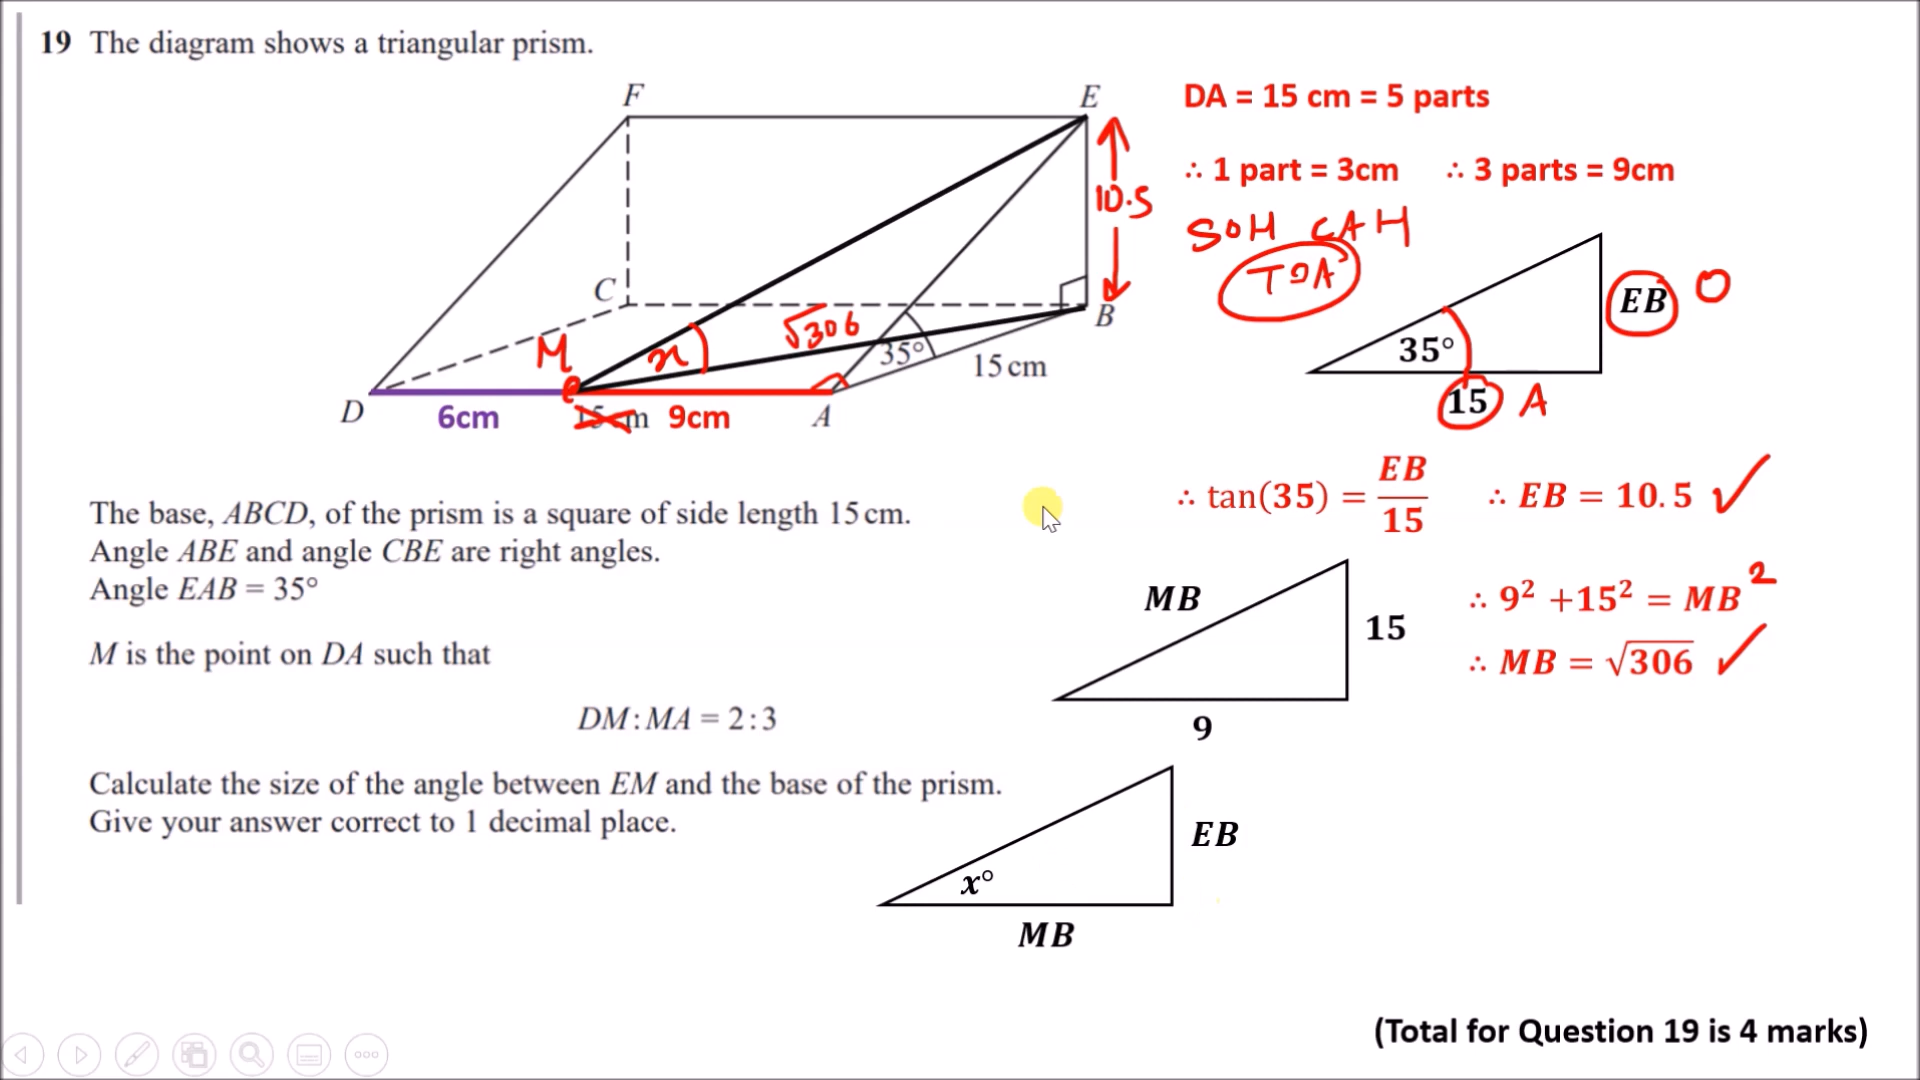 19 The diagram shows a triangular prism.
F
E
DA = 15 cm = 5 parts
∴ 1 part = 3cm ∴ 3 parts = 9cm
10.5
SOH CAH
TOA
C
B
EB O
M
x
√306
35°
15 cm
35°
15 A
D
6cm
15 cm 9cm
A
∴ tan(35) = EB/15 ∴ EB = 10.5 ✓
The base, ABCD, of the prism is a square of side length 15 cm.
Angle ABE and angle CBE are right angles.
Angle EAB = 35°
MB
15
9
∴ 9² +15² = MB²
∴ MB = √306 ✓
M is the point on DA such that
DM : MA = 2 : 3
Calculate the size of the angle between EM and the base of the prism.
Give your answer correct to 1 decimal place.
EB
x°
MB
(Total for Question 19 is 4 marks)